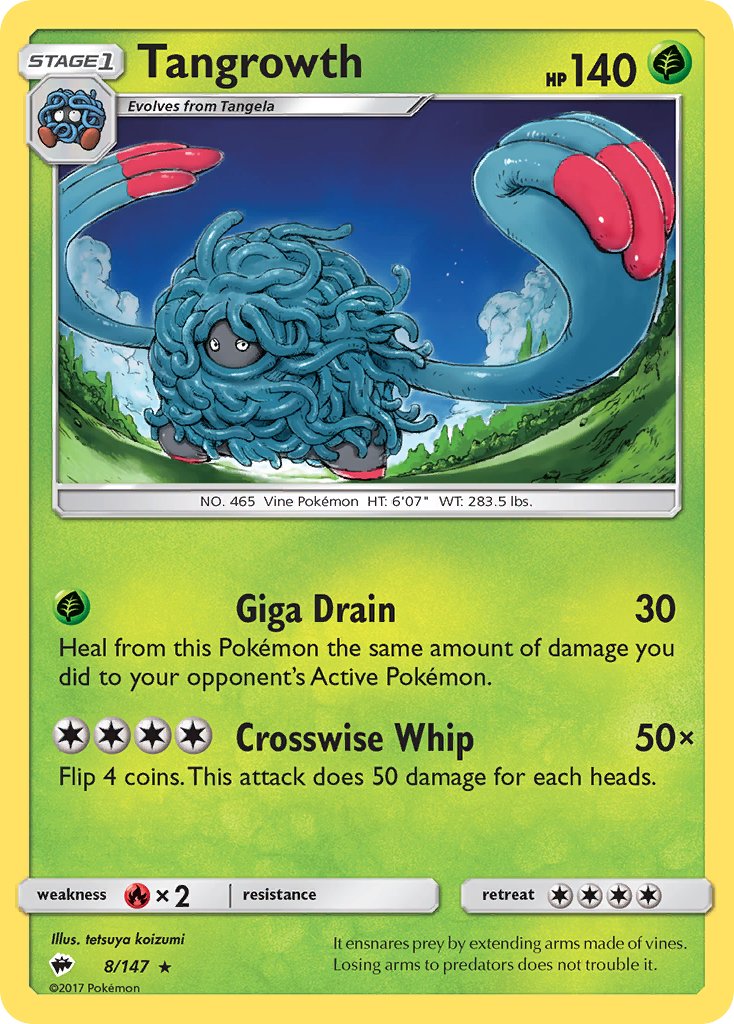 STAGE 1
Tangrowth
HP 140
Evolves from Tangela
NO. 465 Vine Pokémon HT: 6'07" WT: 283.5 lbs.
Giga Drain 30
Heal from this Pokémon the same amount of damage you
did to your opponent's Active Pokémon.
Crosswise Whip 50×
Flip 4 coins. This attack does 50 damage for each heads.
weakness × 2 resistance retreat
Illus. tetsuya koizumi
8/147 ★
©2017 Pokémon
It ensnares prey by extending arms made of vines.
Losing arms to predators does not trouble it.